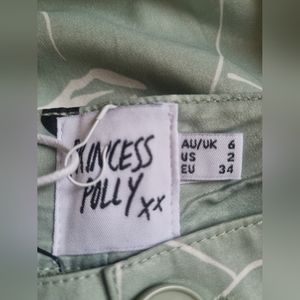 PRINCESS
POLLY xx
AU/UK 6
US 2
EU 34